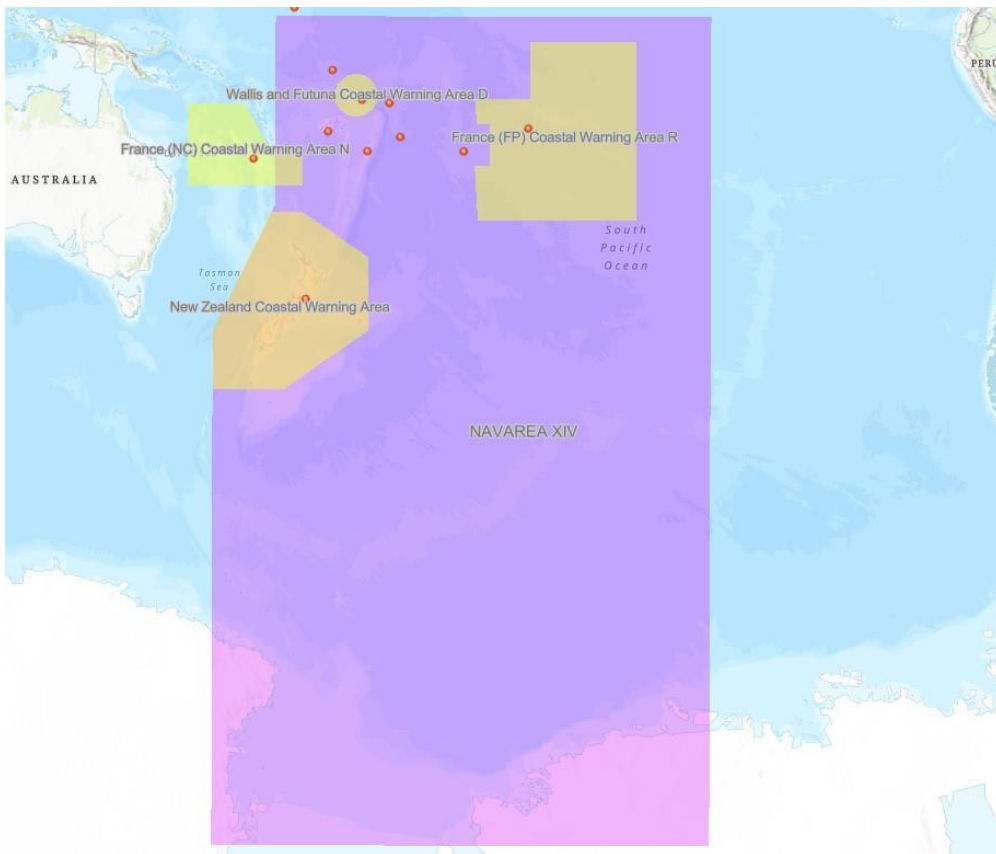 PERU
Wallis and Futuna Coastal Warning Area D
France (FP) Coastal Warning Area R
France (NC) Coastal Warning Area N
AUSTRALIA
South
Pacific
Ocean
Tasman
Sea
New Zealand Coastal Warning Area
NAVAREA XIV